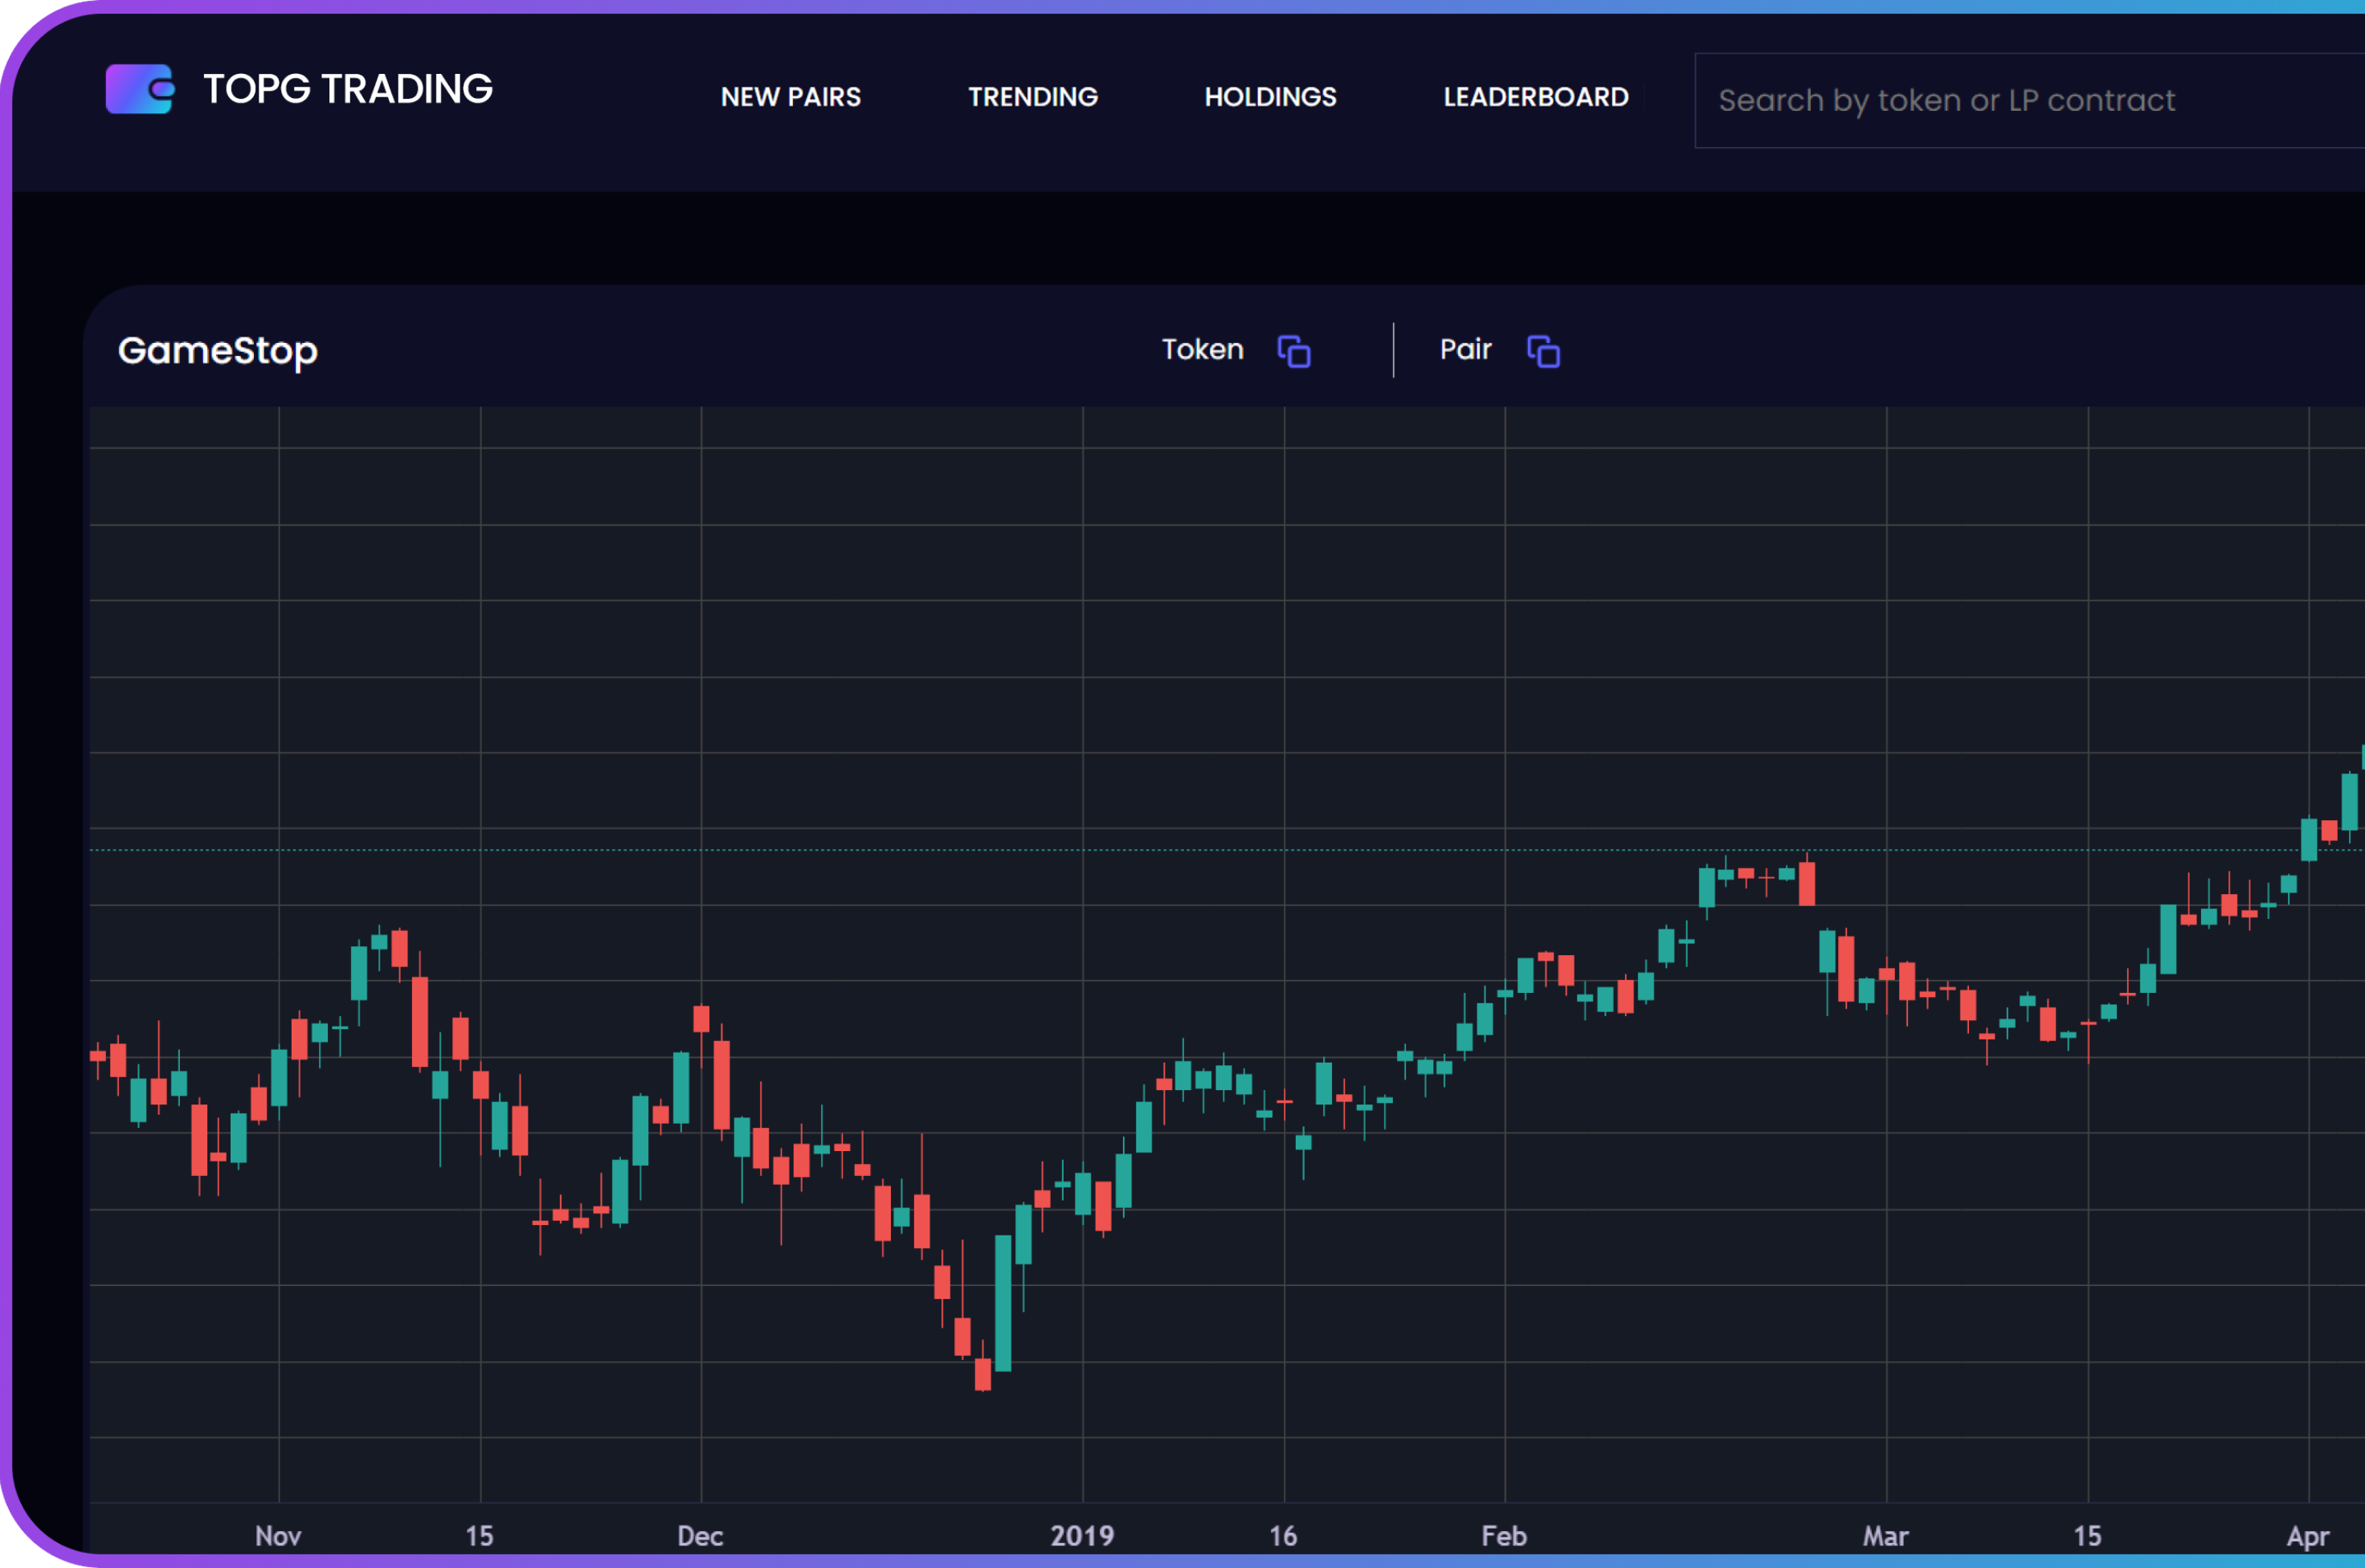 TOPG TRADING
NEW PAIRS TRENDING HOLDINGS LEADERBOARD
Search by token or LP contract
GameStop
Token Pair
Nov 15 Dec 2019 16 Feb Mar 15 Apr